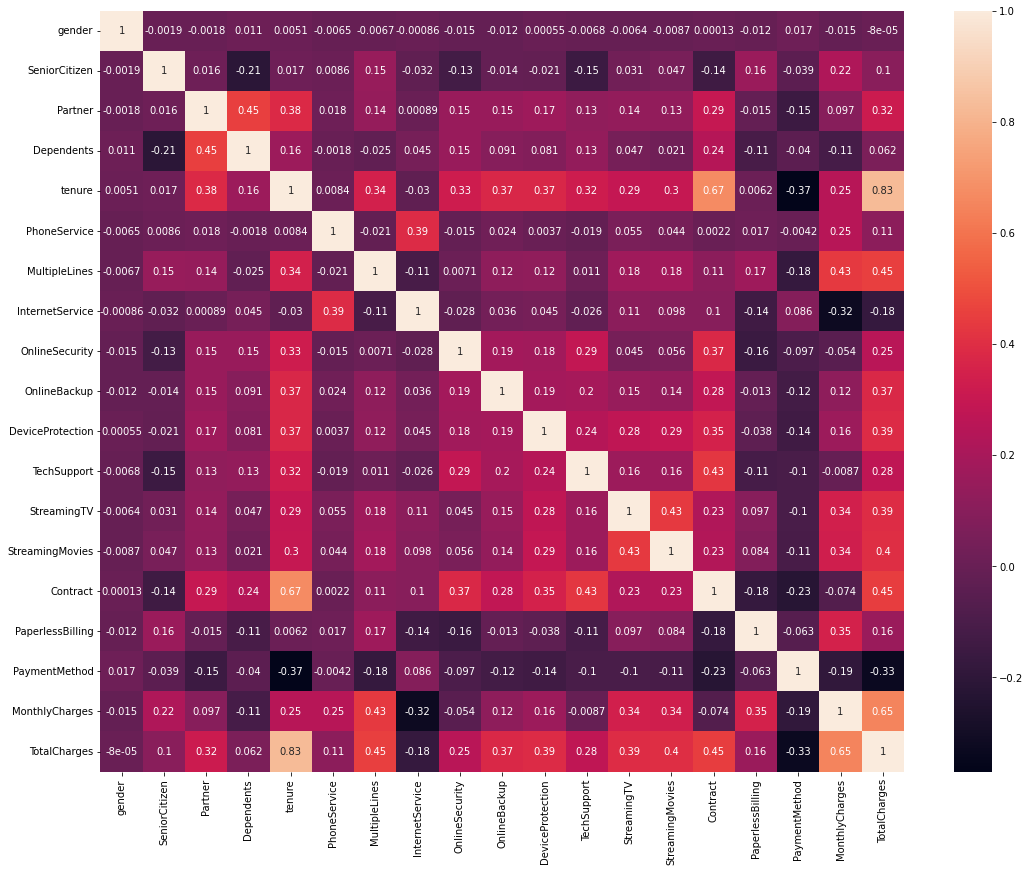 gender 1 -0.0019 -0.0018 0.011 0.0051 -0.0065 -0.0067 -0.00086 -0.015 -0.012 0.00055 -0.0068 -0.0064 -0.0087 0.00013 -0.012 0.017 -0.015 -8e-05
SeniorCitizen -0.0019 1 0.016 -0.21 0.017 0.0086 0.15 -0.032 -0.13 -0.014 -0.021 -0.15 0.031 0.047 -0.14 0.16 -0.039 0.22 0.1
Partner -0.0018 0.016 1 0.45 0.38 0.018 0.14 0.00089 0.15 0.15 0.17 0.13 0.14 0.13 0.29 -0.015 -0.15 0.097 0.32
Dependents 0.011 -0.21 0.45 1 0.16 -0.0018 -0.025 0.045 0.15 0.091 0.081 0.13 0.047 0.021 0.24 -0.11 -0.04 -0.11 0.062
tenure 0.0051 0.017 0.38 0.16 1 0.0084 0.34 -0.03 0.33 0.37 0.37 0.32 0.29 0.3 0.67 0.0062 -0.37 0.25 0.83
PhoneService -0.0065 0.0086 0.018 -0.0018 0.0084 1 -0.021 0.39 -0.015 0.024 0.0037 -0.019 0.055 0.044 0.0022 0.017 -0.0042 0.25 0.11
MultipleLines -0.0067 0.15 0.14 -0.025 0.34 -0.021 1 -0.11 0.0071 0.12 0.12 0.011 0.18 0.18 0.11 0.17 -0.18 0.43 0.45
InternetService -0.00086 -0.032 0.00089 0.045 -0.03 0.39 -0.11 1 -0.028 0.036 0.045 -0.026 0.11 0.098 0.1 -0.14 0.086 -0.32 -0.18
OnlineSecurity -0.015 -0.13 0.15 0.15 0.33 -0.015 0.0071 -0.028 1 0.19 0.18 0.29 0.045 0.056 0.37 -0.16 -0.097 -0.054 0.25
OnlineBackup -0.012 -0.014 0.15 0.091 0.37 0.024 0.12 0.036 0.19 1 0.19 0.2 0.15 0.14 0.28 -0.013 -0.12 0.12 0.37
DeviceProtection 0.00055 -0.021 0.17 0.081 0.37 0.0037 0.12 0.045 0.18 0.19 1 0.24 0.28 0.29 0.35 -0.038 -0.14 0.16 0.39
TechSupport -0.0068 -0.15 0.13 0.13 0.32 -0.019 0.011 -0.026 0.29 0.2 0.24 1 0.16 0.16 0.43 -0.11 -0.1 -0.0087 0.28
StreamingTV -0.0064 0.031 0.14 0.047 0.29 0.055 0.18 0.11 0.045 0.15 0.28 0.16 1 0.43 0.23 0.097 -0.1 0.34 0.39
StreamingMovies -0.0087 0.047 0.13 0.021 0.3 0.044 0.18 0.098 0.056 0.14 0.29 0.16 0.43 1 0.23 0.084 -0.11 0.34 0.4
Contract 0.00013 -0.14 0.29 0.24 0.67 0.0022 0.11 0.1 0.37 0.28 0.35 0.43 0.23 0.23 1 -0.18 -0.23 -0.074 0.45
PaperlessBilling -0.012 0.16 -0.015 -0.11 0.0062 0.017 0.17 -0.14 -0.16 -0.013 -0.038 -0.11 0.097 0.084 -0.18 1 -0.063 0.35 0.16
PaymentMethod 0.017 -0.039 -0.15 -0.04 -0.37 -0.0042 -0.18 0.086 -0.097 -0.12 -0.14 -0.1 -0.1 -0.11 -0.23 -0.063 1 -0.19 -0.33
MonthlyCharges -0.015 0.22 0.097 -0.11 0.25 0.25 0.43 -0.32 -0.054 0.12 0.16 -0.0087 0.34 0.34 -0.074 0.35 -0.19 1 0.65
TotalCharges -8e-05 0.1 0.32 0.062 0.83 0.11 0.45 -0.18 0.25 0.37 0.39 0.28 0.39 0.4 0.45 0.16 -0.33 0.65 1
gender
SeniorCitizen
Partner
Dependents
tenure
PhoneService
MultipleLines
InternetService
OnlineSecurity
OnlineBackup
DeviceProtection
TechSupport
StreamingTV
StreamingMovies
Contract
PaperlessBilling
PaymentMethod
MonthlyCharges
TotalCharges
1.0
0.8
0.6
0.4
0.2
0.0
−0.2